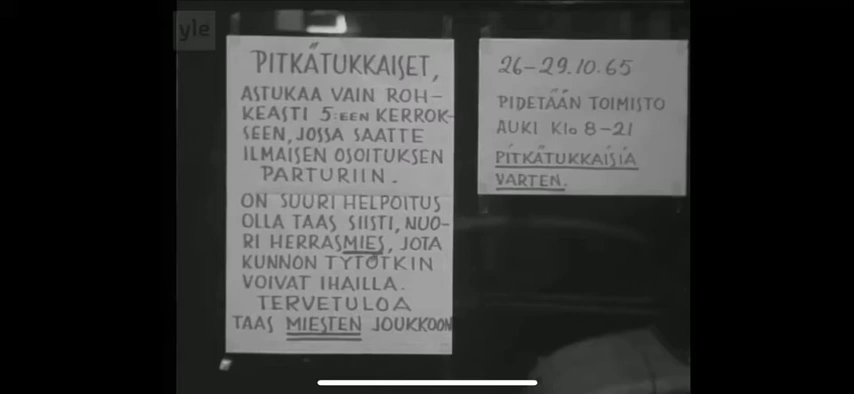 yle
PITKÄTUKKAISET,
ASTUKAA VAIN ROH-
KEASTI 5:EEN KERROK-
SEEN, JOSSA SAATTE
ILMAISEN OSOITUKSEN
PARTURIIN.
ON SUURI HELPOITUS
OLLA TAAS SIISTI, NUO-
RI HERRASMIES, JOTA
KUNNON TYTÖTKIN
VOIVAT IHAILLA.
TERVETULOA
TAAS MIESTEN JOUKKOON
26-29.10.65
PIDETÄÄN TOIMISTO
AUKI Klo 8-21
PITKÄTUKKAISIA
VARTEN.